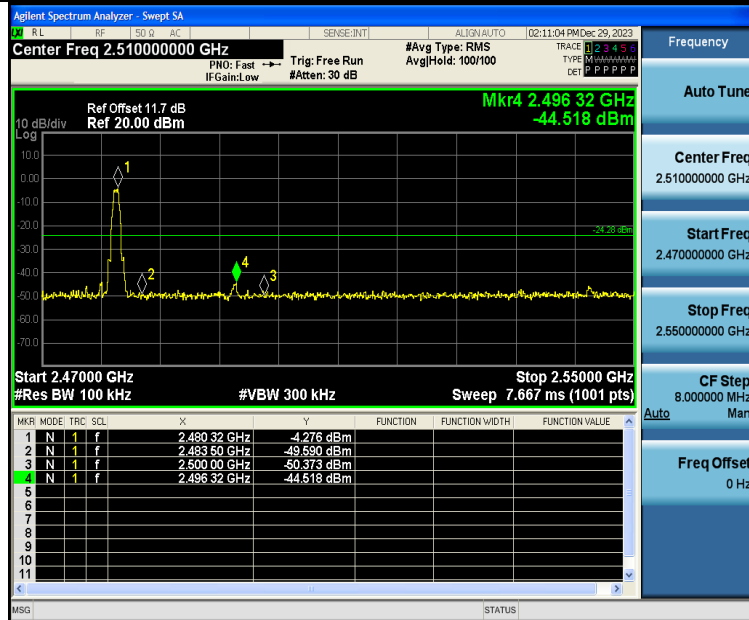 Agilent Spectrum Analyzer - Swept SA
RL RF 50 Ω AC SENSE:INT ALIGN AUTO 02:11:04 PM Dec 29, 2023
Center Freq 2.510000000 GHz
PNO: Fast
IFGain:Low
Trig: Free Run
#Atten: 30 dB
#Avg Type: RMS
Avg|Hold: 100/100
TRACE 1 2 3 4 5 6
TYPE M
DET P P P P P P
Frequency
Auto Tune
Center Freq
2.510000000 GHz
Start Freq
2.470000000 GHz
Stop Freq
2.550000000 GHz
CF Step
8.000000 MHz
Auto Man
Freq Offset
0 Hz
Mkr4 2.496 32 GHz
-44.518 dBm
Ref Offset 11.7 dB
10 dB/div Ref 20.00 dBm
Log
10.0
0.00
-10.0
-20.0
-30.0
-40.0
-50.0
-60.0
-70.0
1
2
4
3
-24.28 dBm
Start 2.47000 GHz Stop 2.55000 GHz
#Res BW 100 kHz #VBW 300 kHz Sweep 7.667 ms (1001 pts)
MKR MODE TRC SCL X Y FUNCTION FUNCTION WIDTH FUNCTION VALUE
1 N 1 f 2.480 32 GHz -4.276 dBm
2 N 1 f 2.483 50 GHz -49.590 dBm
3 N 1 f 2.500 00 GHz -50.373 dBm
4 N 1 f 2.496 32 GHz -44.518 dBm
5
6
7
8
9
10
11
MSG STATUS